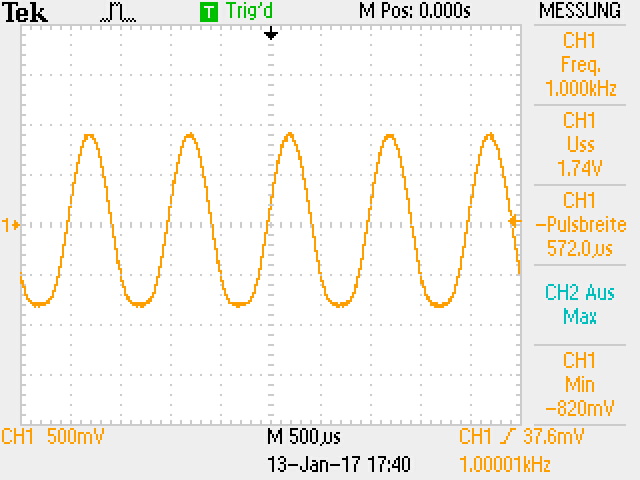 Tek T Trig'd M Pos: 0.000s MESSUNG
CH1
Freq.
1.000kHz
CH1
Uss
1.74V
CH1
−Pulsbreite
572.0µs
CH2 Aus
Max
CH1
Min
−820mV
1
CH1 500mV M 500µs CH1 37.6mV
13-Jan-17 17:40 1.00001kHz